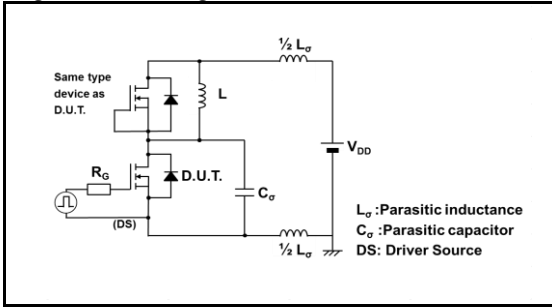 ½ Lσ
Same type
device as
D.U.T.
L
VDD
RG
D.U.T.
Cσ
(DS)
½ Lσ
Lσ :Parasitic inductance
Cσ :Parasitic capacitor
DS: Driver Source